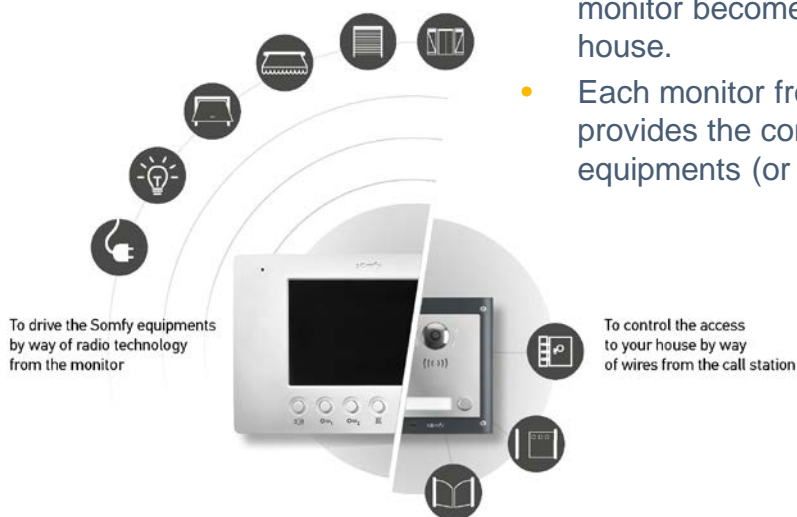 monitor become
house.
• Each monitor fr
provides the co
equipments (or
To drive the Somfy equipments
by way of radio technology
from the monitor
To control the access
to your house by way
of wires from the call station
somfy
somfy